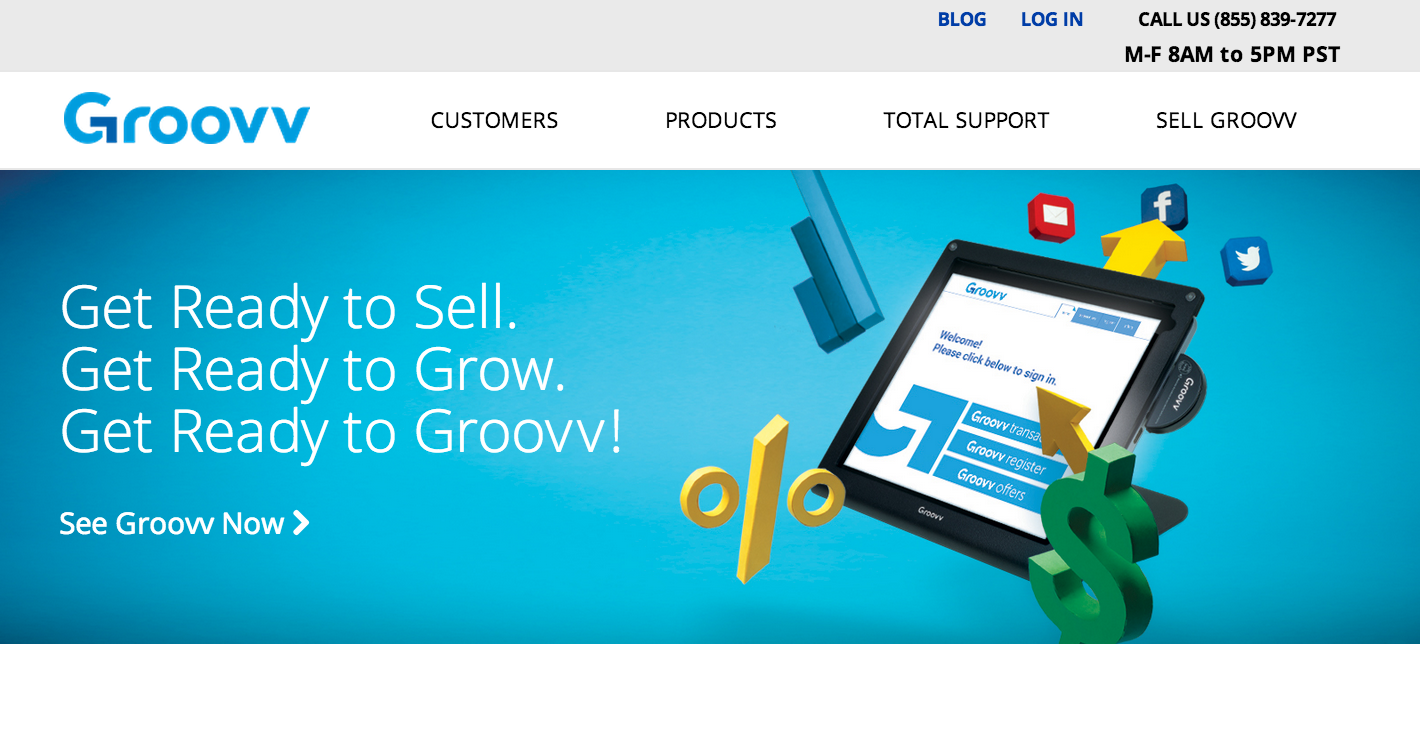 BLOG LOG IN CALL US (855) 839-7277
M-F 8AM to 5PM PST
Groovv CUSTOMERS PRODUCTS TOTAL SUPPORT SELL GROOVV
Get Ready to Sell.
Get Ready to Grow.
Get Ready to Groovv!
See Groovv Now
Groovv
Welcome!
Please click below to sign in.
Groovv
Groovv register
Groovv offers
Groovv
Groovv